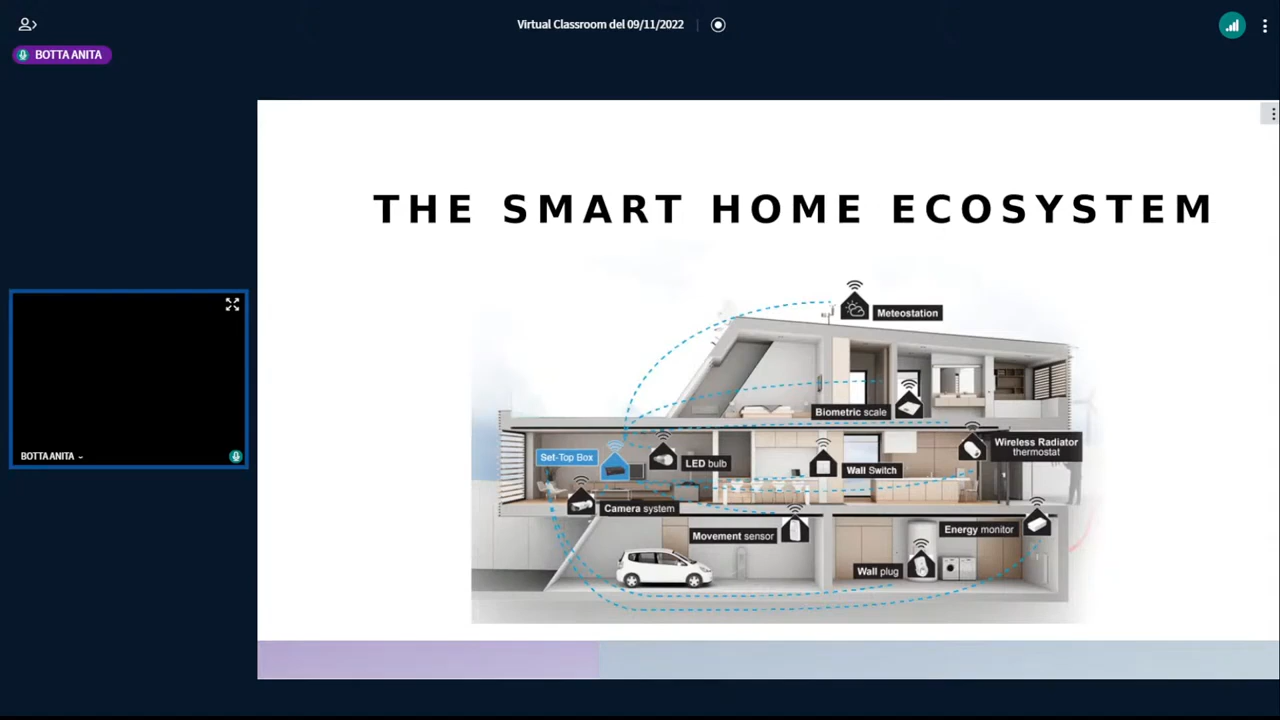 Virtual Classroom del 09/11/2022
BOTTA ANITA
THE SMART HOME ECOSYSTEM
Meteostation
Biometric scale
Wireless Radiator
thermostat
Set-Top Box
LED bulb
Wall Switch
Camera system
Movement sensor
Energy monitor
Wall plug
BOTTA ANITA